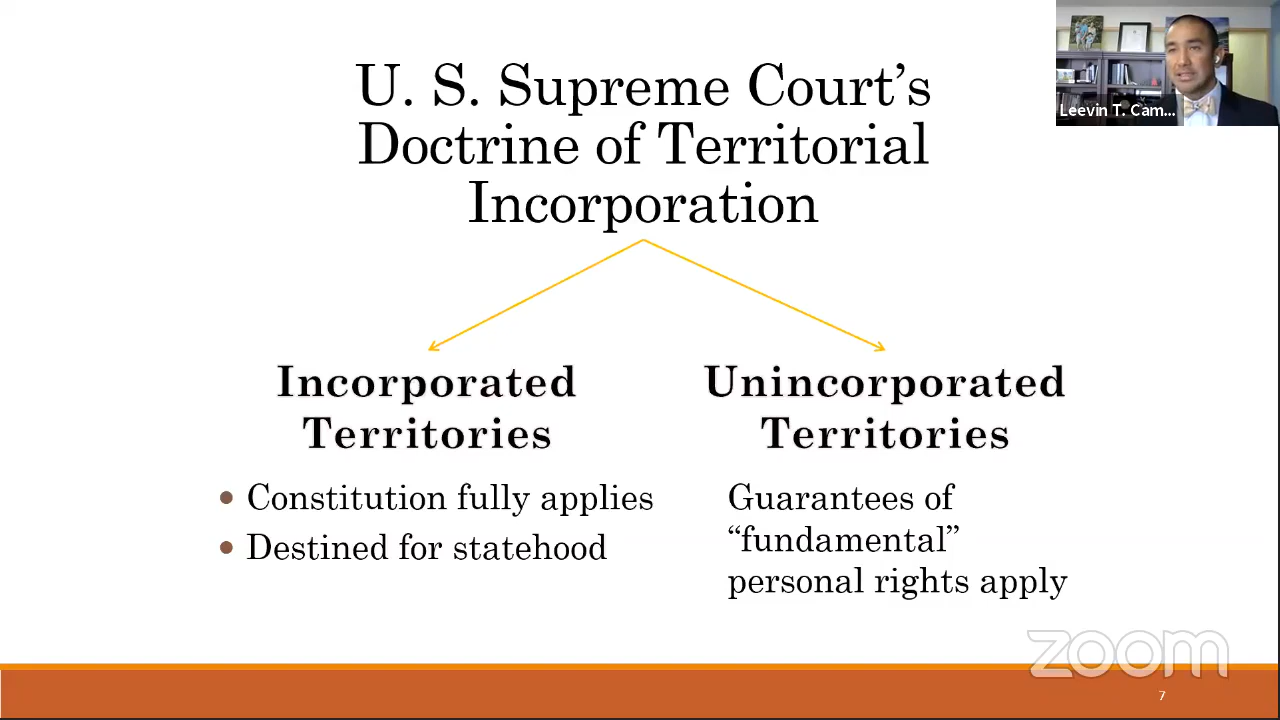 U. S. Supreme Court’s
Doctrine of Territorial
Incorporation
Leevin T. Cam...
Incorporated
Territories
• Constitution fully applies
• Destined for statehood
Unincorporated
Territories
Guarantees of
“fundamental”
personal rights apply
zoom
7